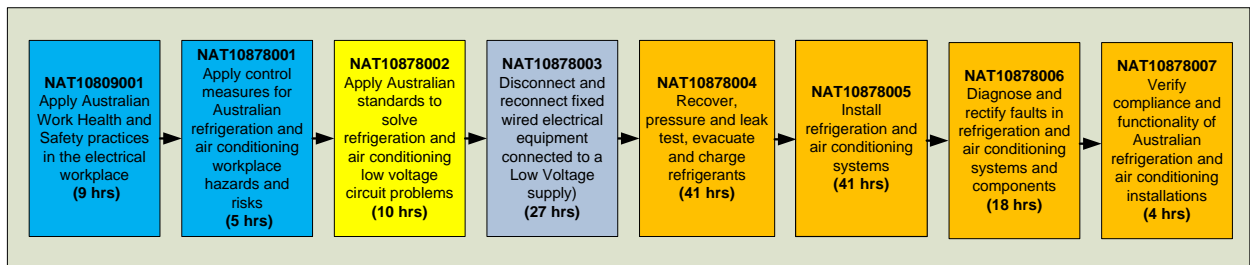 NAT10809001
Apply Australian
Work Health and
Safety practices
in the electrical
workplace
(9 hrs)
NAT10878001
Apply control
measures for
Australian
refrigeration and
air conditioning
workplace
hazards and
risks
(5 hrs)
NAT10878002
Apply Australian
standards to
solve
refrigeration and
air conditioning
low voltage
circuit problems
(10 hrs)
NAT10878003
Disconnect and
reconnect fixed
wired electrical
equipment
connected to a
Low Voltage
supply)
(27 hrs)
NAT10878004
Recover,
pressure and leak
test, evacuate
and charge
refrigerants
(41 hrs)
NAT10878005
Install
refrigeration and
air conditioning
systems
(41 hrs)
NAT10878006
Diagnose and
rectify faults in
refrigeration and
air conditioning
systems and
components
(18 hrs)
NAT10878007
Verify
compliance and
functionality of
Australian
refrigeration and
air conditioning
installations
(4 hrs)